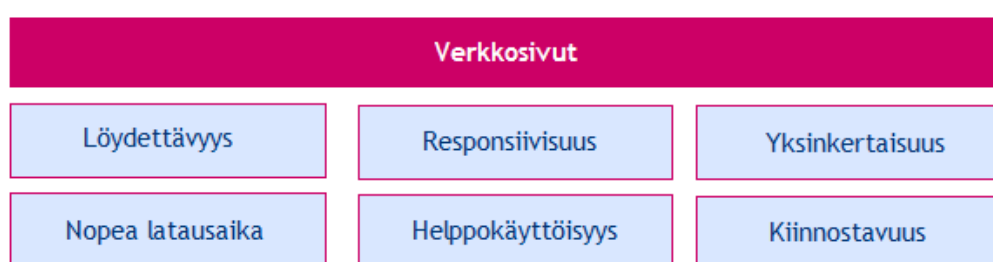 Verkkosivut
Löydettävyys
Responsiivisuus
Yksinkertaisuus
Nopea latausaika
Helppokäyttöisyys
Kiinnostavuus